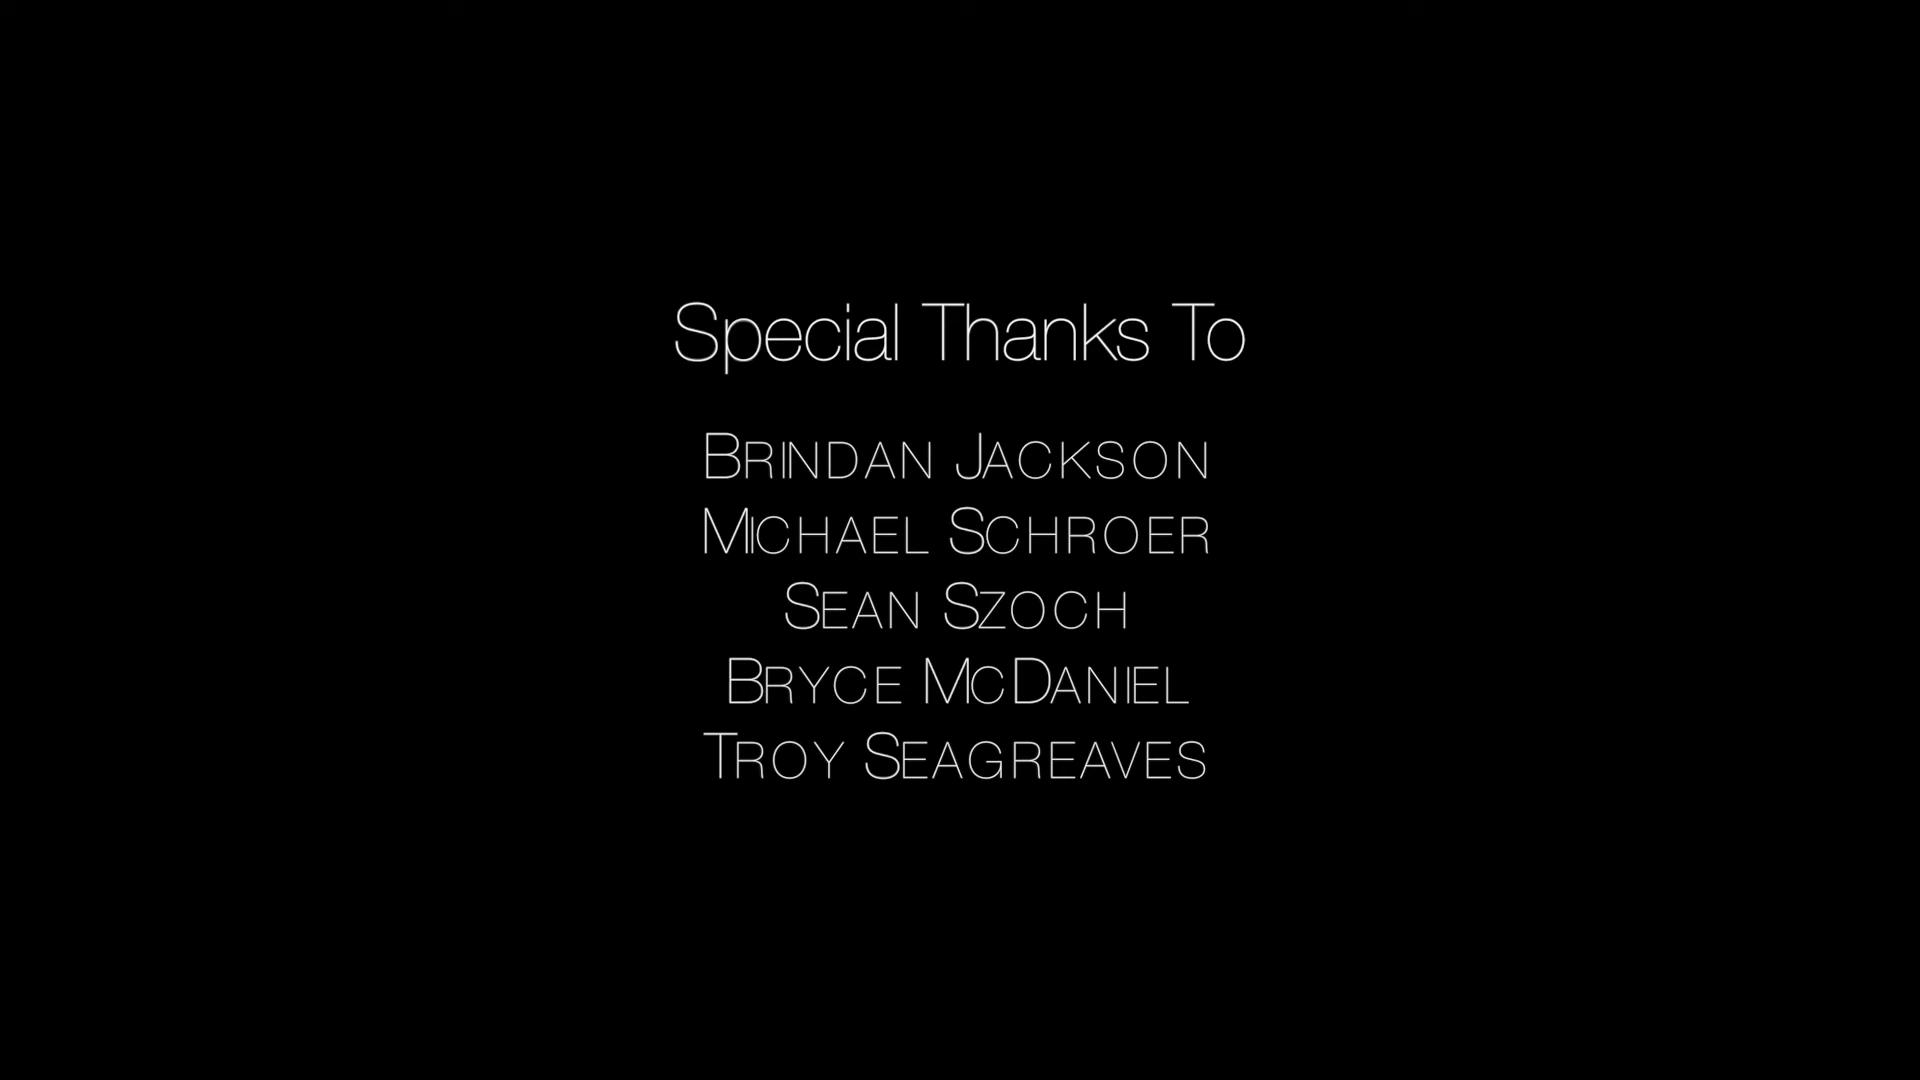 Special Thanks To
Brindan Jackson
Michael Schroer
Sean Szoch
Bryce McDaniel
Troy Seagreaves